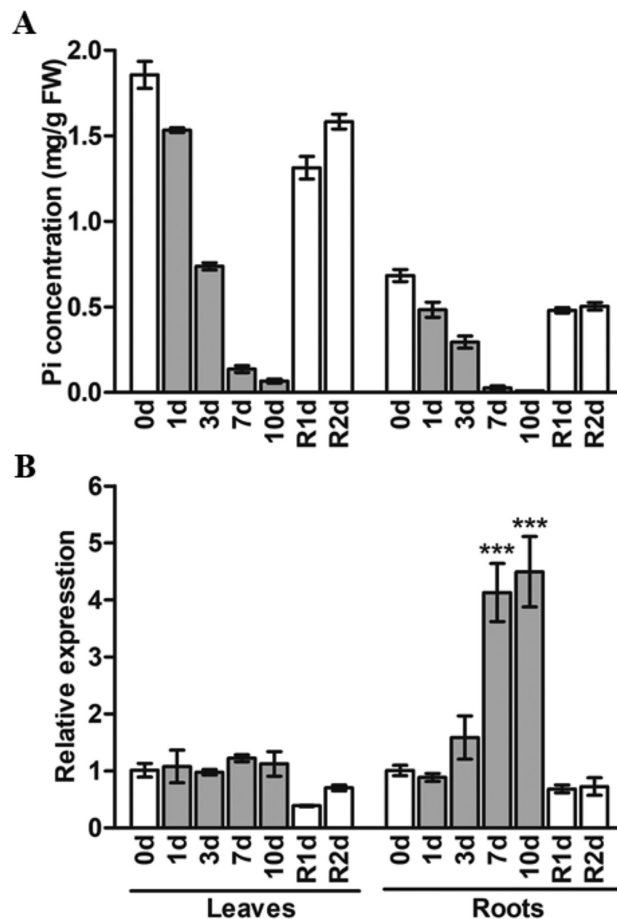 A
Pi concentration (mg/g FW)
2.0
1.5
1.0
0.5
0.0
0d 1d 3d 7d 10d R1d R2d 0d 1d 3d 7d 10d R1d R2d
B
Relative expresstion
6
5
4
3
2
1
0
*** ***
0d 1d 3d 7d 10d R1d R2d 0d 1d 3d 7d 10d R1d R2d
Leaves Roots